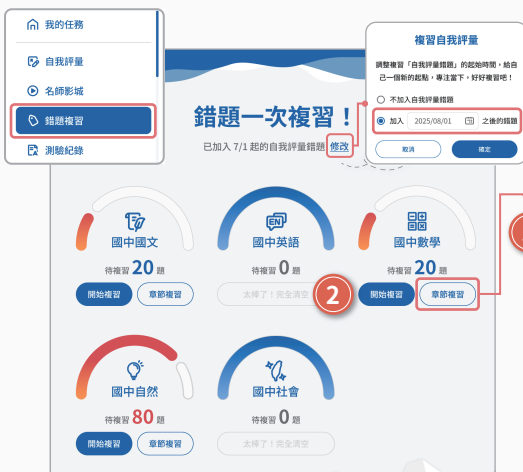 我的任務
自我評量
名師影城
錯題複習
測驗紀錄
複習自我評量
調整複習「自我評量錯題」的起始時間，給自
己一個新的起點，專注當下，好好複習吧！
不加入自我評量錯題
加入 2025/08/01 之後的錯題
取消 確定
錯題一次複習！
已加入 7/1 起的自我評量錯題 修改
國中國文
待複習 20 題
開始複習 章節複習
EN
國中英語
待複習 0 題
太棒了！完全清空
2
國中數學
待複習 20 題
開始複習 章節複習
國中自然
待複習 80 題
開始複習 章節複習
國中社會
待複習 0 題
太棒了！完全清空